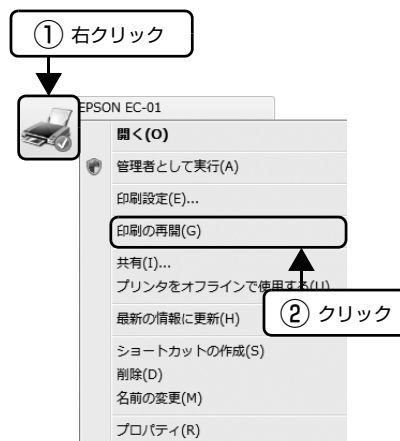 ① 右クリック
EPSON EC-01
開く(O)
管理者として実行(A)
印刷設定(E)...
印刷の再開(G)
共有(I)...
プリンタをオフラインで使用する(U)
最新の情報に更新(H)
② クリック
ショートカットの作成(S)
削除(D)
名前の変更(M)
プロパティ(R)